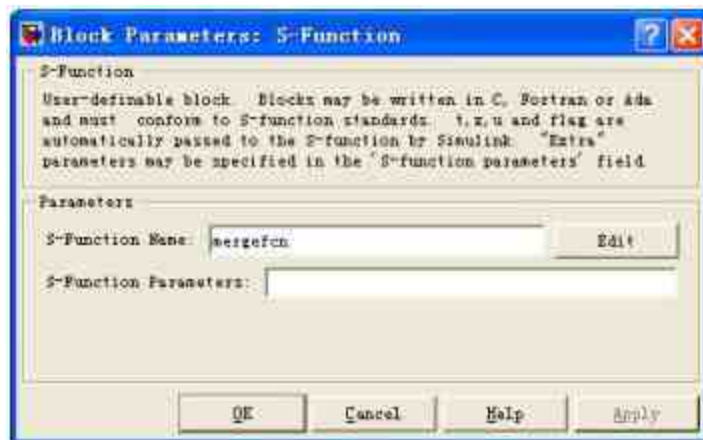 Block Parameters: S-Function
S-Function
User-definable block. Blocks may be written in C, Fortran or Ada
and must conform to S-function standards. t,x,u and flag are
automatically passed to the S-function by Simulink. "Extra"
parameters may be specified in the 'S-function parameters' field.
Parameters
S-Function Name: mergefcn Edit
S-Function Parameters:
OK Cancel Help Apply